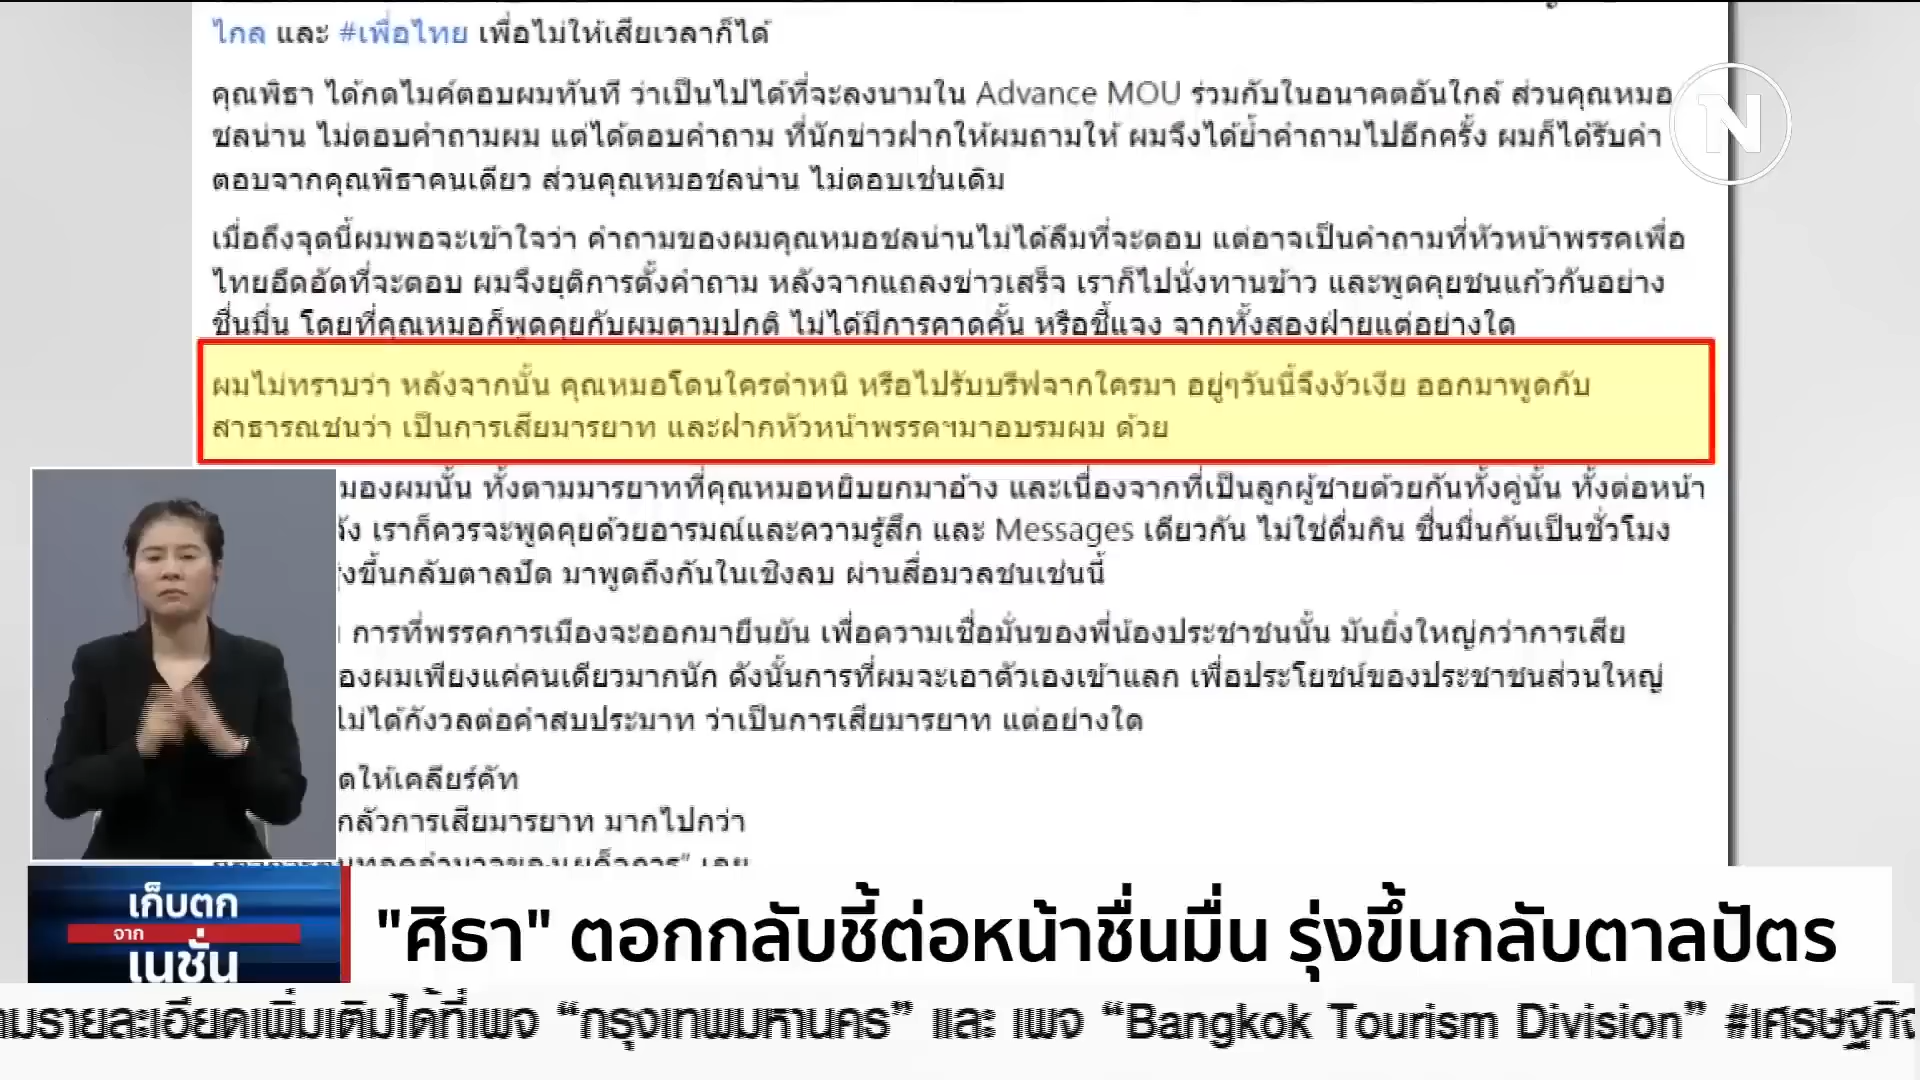 ไกล และ #เพื่อไทย เพื่อไม่ให้เสียเวลาก็ได้
คุณพิธา ได้กดไมค์ตอบผมทันที ว่าเป็นไปได้ที่จะลงนามใน Advance MOU ร่วมกับในอนาคตอันใกล้ ส่วนคุณหมอ
ชลน่าน ไม่ตอบคำถามผม แต่ได้ตอบคำถาม ที่นักข่าวฝากให้ผมถามให้ ผมจึงได้ย้ำคำถามไปอีกครั้ง ผมก็ได้รับคำ
ตอบจากคุณพิธาคนเดียว ส่วนคุณหมอชลน่าน ไม่ตอบเช่นเดิม
เมื่อถึงจุดนี้ผมพอจะเข้าใจว่า คำถามของผมคุณหมอชลน่านไม่ได้ลืมที่จะตอบ แต่อาจเป็นคำถามที่หัวหน้าพรรคเพื่อ
ไทยอึดอัดที่จะตอบ ผมจึงยุติการตั้งคำถาม หลังจากแถลงข่าวเสร็จ เราก็ไปนั่งทานข้าว และพูดคุยชนแก้วกันอย่าง
ชื่นมื่น โดยที่คุณหมอก็พูดคุยกับผมตามปกติ ไม่ได้มีการคาดคั้น หรือชี้แจง จากทั้งสองฝ่ายแต่อย่างใด
ผมไม่ทราบว่า หลังจากนั้น คุณหมอโดนใครตำหนิ หรือไปรับบรีฟจากใครมา อยู่ๆวันนี้จึงงัวเงีย ออกมาพูดกับ
สาธารณชนว่า เป็นการเสียมารยาท และฝากหัวหน้าพรรคฯมาอบรมผม ด้วย
มองผมนั้น ทั้งตามมารยาทที่คุณหมอหยิบยกมาอ้าง และเนื่องจากที่เป็นลูกผู้ชายด้วยกันทั้งคู่นั้น ทั้งต่อหน้า
ลัง เราก็ควรจะพูดคุยด้วยอารมณ์และความรู้สึก และ Messages เดียวกัน ไม่ใช่ดื่มกิน ชื่นมื่นกันเป็นชั่วโมง
รุ่งขึ้นกลับตาลปัด มาพูดถึงกันในเชิงลบ ผ่านสื่อมวลชนเช่นนี้
การที่พรรคการเมืองจะออกมายืนยัน เพื่อความเชื่อมั่นของพี่น้องประชาชนนั้น มันยิ่งใหญ่กว่าการเสีย
องผมเพียงแค่คนเดียวมากนัก ดังนั้นการที่ผมจะเอาตัวเองเข้าแลก เพื่อประโยชน์ของประชาชนส่วนใหญ่
ไม่ได้กังวลต่อคำสบประมาท ว่าเป็นการเสียมารยาท แต่อย่างใด
ดให้เคลียร์คัท
กลัวการเสียมารยาท มากไปกว่า
เก็บตก
จาก
เนชั่น
"ศิธา" ตอกกลับชี้ต่อหน้าชื่นมื่น รุ่งขึ้นกลับตาลปัตร
ามรายละเอียดเพิ่มเติมได้ที่เพจ “กรุงเทพมหานคร” และ เพจ “Bangkok Tourism Division” #เศรษฐกิจ
N